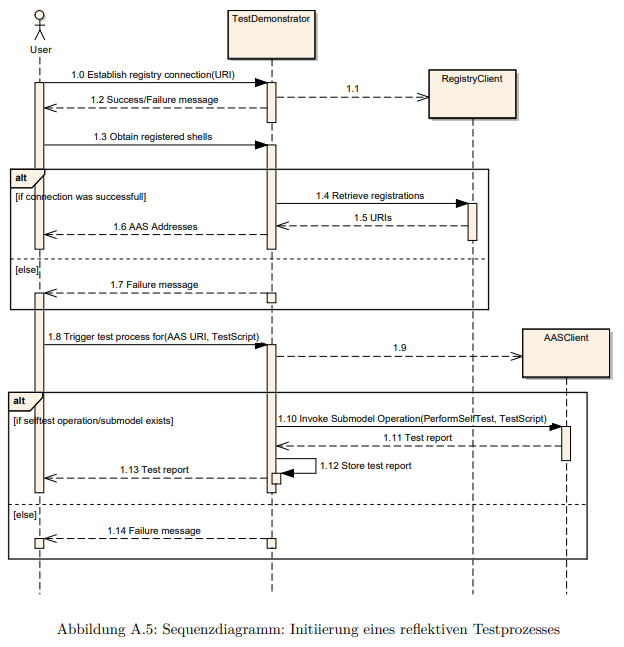 User
TestDemonstrator
1.0 Establish registry connection(URI)
1.1
RegistryClient
1.2 Success/Failure message
1.3 Obtain registered shells
alt
[if connection was successfull]
1.4 Retrieve registrations
1.5 URIs
1.6 AAS Addresses
[else]
1.7 Failure message
1.8 Trigger test process for(AAS URI, TestScript)
1.9
AASClient
alt
[if selftest operation/submodel exists]
1.10 Invoke Submodel Operation(PerformSelfTest, TestScript)
1.11 Test report
1.12 Store test report
1.13 Test report
[else]
1.14 Failure message
Abbildung A.5: Sequenzdiagramm: Initiierung eines reflektiven Testprozesses